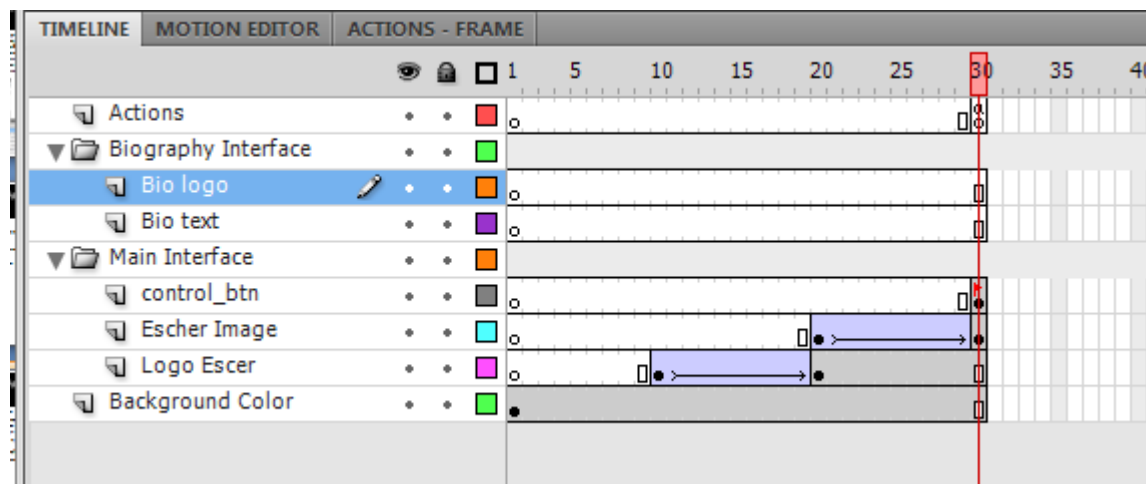 TIMELINE MOTION EDITOR ACTIONS - FRAME
1 5 10 15 20 25 30 35 40
Actions
Biography Interface
Bio logo
Bio text
Main Interface
control_btn
Escher Image
Logo Escer
Background Color